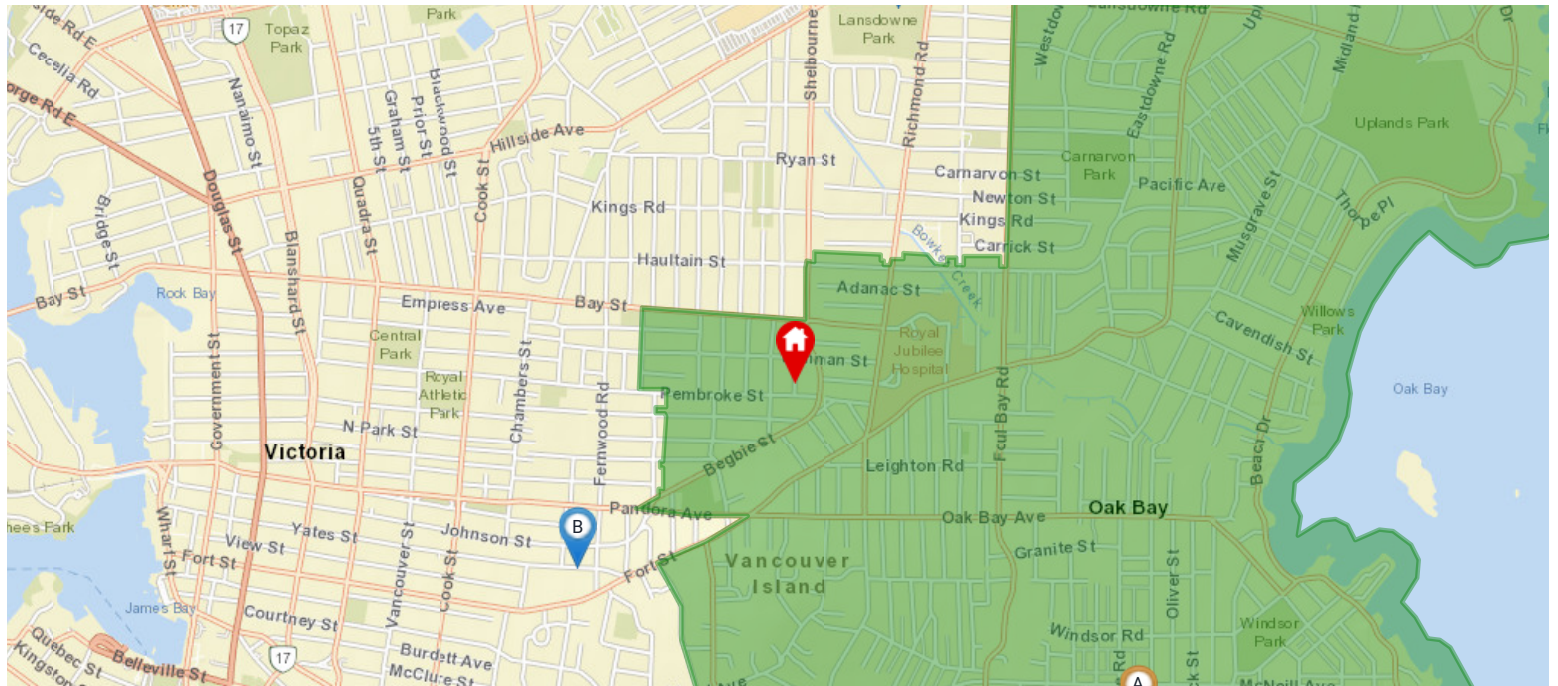 Park
Lansdowne
Park
Lansdowne Rd
Dr
17
Topaz
Park
Cecelia Rd
Nanaimo St
Blackwood St
Prior St
Graham St
5th St
Hillside Ave
Shelbourne
Richmond Rd
Westdow
Eastdowne Rd
Midland
Uplands Park
Ryan St
Carnarvon
Park
Carnarvon St
Pacific Ave
Newton St
Kings Rd
Kings Rd
Carrick St
Musgrave St
Thorpe Pl
Bridge St
Douglas St
Quadra St
Cook St
Blanshard St
Haultain St
Adanac St
Rock Bay
Bay St
Empress Ave
Bay St
Willows
Park
Cavendish St
Royal
Jubilee
Hospital
Government St
Central
Park
Chambers St
Fernwood Rd
Royal
Athletic
Park
Pembroke St
Oak Bay
N Park St
Victoria
Begbie St
Leighton Rd
Foul Bay Rd
Beach Dr
Pandora Ave
Oak Bay Ave
Oak Bay
Wharf St
Yates St
Johnson St
B
View St
Fort St
Fort St
Vancouver St
Cook St
Vancouver
Island
Granite St
Oliver St
James Bay
Courtney St
Windsor Rd
Windsor
Park
Quebec St
Kingston
Belleville St
17
Burdett Ave
McClure St
A
McNeill Ave